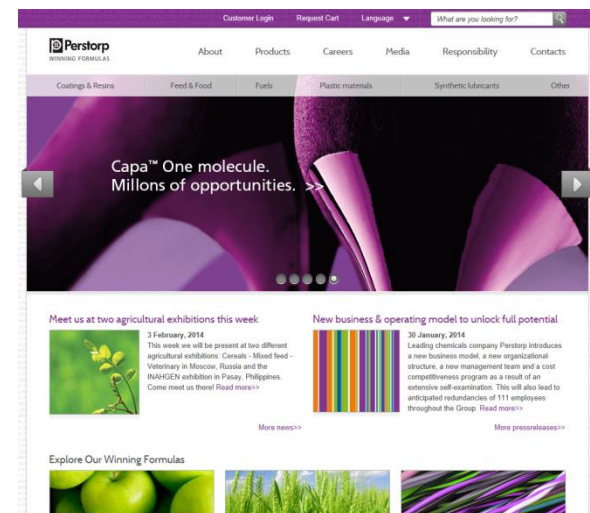 Customer Login Request Cart Language What are you looking for?
Perstorp
WINNING FORMULAS
About Products Careers Media Responsibility Contacts
Coatings & Resins Feed & Food Fuels Plastic materials Synthetic lubricants Other
Capa™ One molecule.
Millons of opportunities. >>
Meet us at two agricultural exhibitions this week
3 February, 2014
This week we will be present at two different
agricultural exhibitions: Cereals - Mixed feed -
Veterinary in Moscow, Russia and the
INAHGEN exhibition in Pasay, Philippines.
Come meet us there! Read more>>
More news>>
New business & operating model to unlock full potential
30 January, 2014
Leading chemicals company Perstorp introduces
a new business model, a new organizational
structure, a new management team and a cost
competitiveness program as a result of an
extensive self-examination. This will also lead to
anticipated redundancies of 111 employees
throughout the Group. Read more>>
More pressreleases>>
Explore Our Winning Formulas